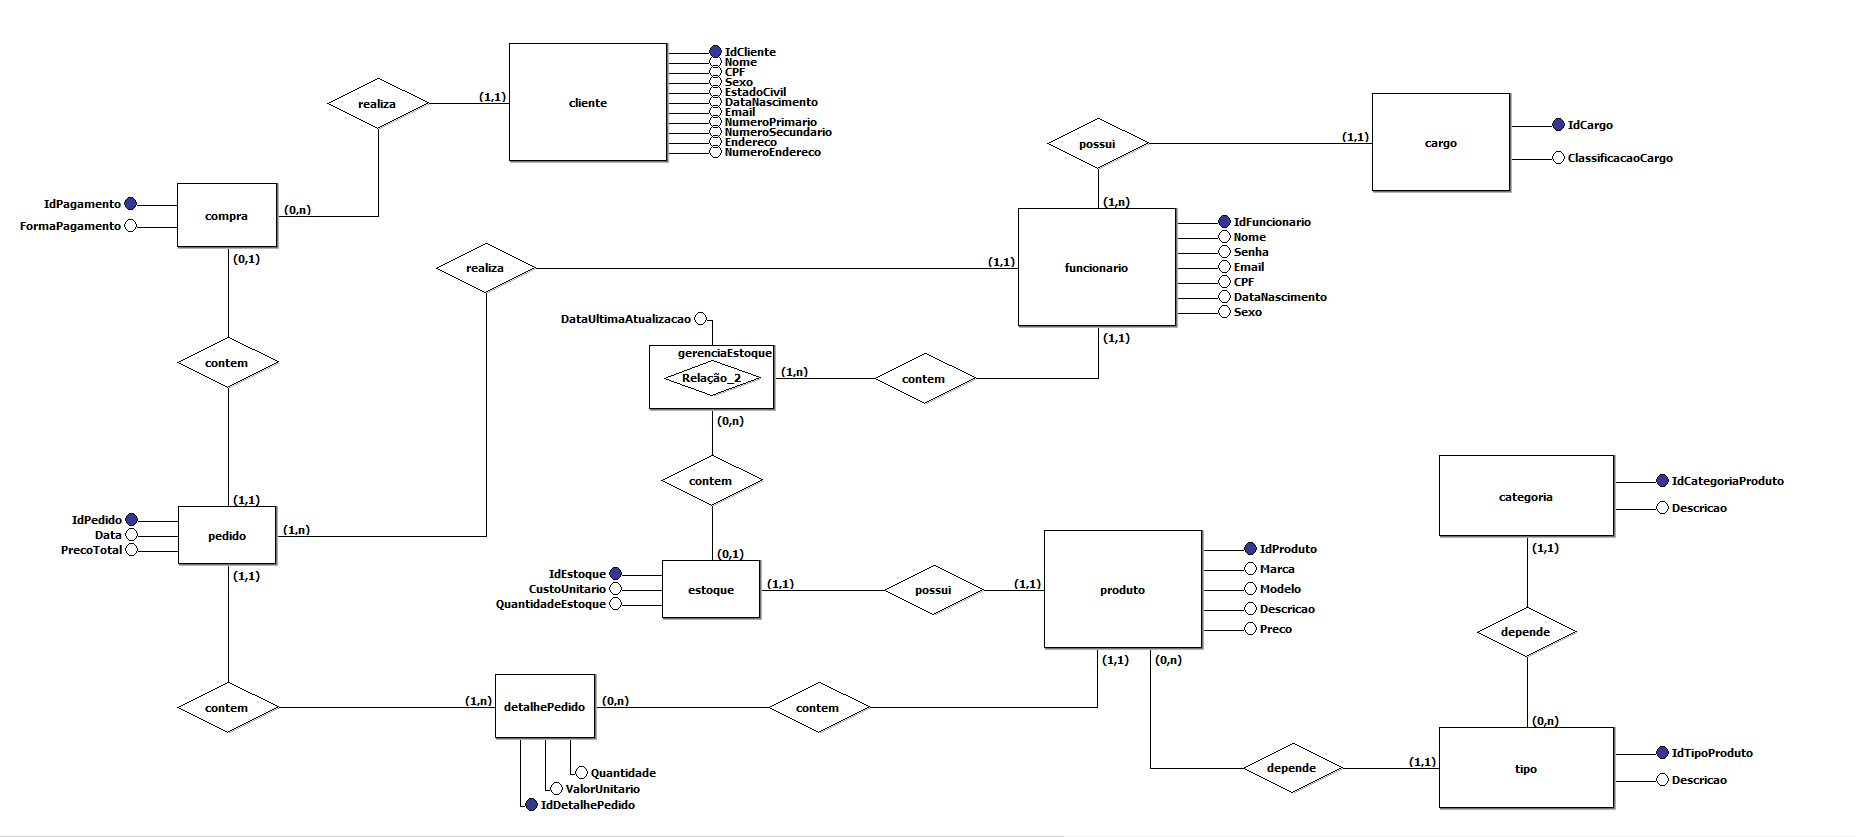 IdCliente
Nome
CPF
Sexo
EstadoCivil
DataNascimento
Email
NumeroPrimario
NumeroSecundario
Endereco
NumeroEndereco
cliente
(1,1)
realiza
(0,n)
IdPagamento
FormaPagamento
compra
(0,1)
contem
(1,1)
IdPedido
Data
PrecoTotal
pedido
(1,n)
(1,1)
realiza
(1,1)
possui
(1,1)
cargo
IdCargo
ClassificacaoCargo
(1,n)
funcionario
IdFuncionario
Nome
Senha
Email
CPF
DataNascimento
Sexo
(1,1)
DataUltimaAtualizacao
gerenciaEstoque
Relação_2
(1,n)
contem
(0,n)
contem
(0,1)
IdEstoque
CustoUnitario
QuantidadeEstoque
estoque
(1,1)
possui
(1,1)
produto
IdProduto
Marca
Modelo
Descricao
Preco
(1,1)
(0,n)
categoria
IdCategoriaProduto
Descricao
(1,1)
depende
(0,n)
contem
(1,n)
detalhePedido
(0,n)
contem
Quantidade
ValorUnitario
IdDetalhePedido
depende
(1,1)
tipo
IdTipoProduto
Descricao